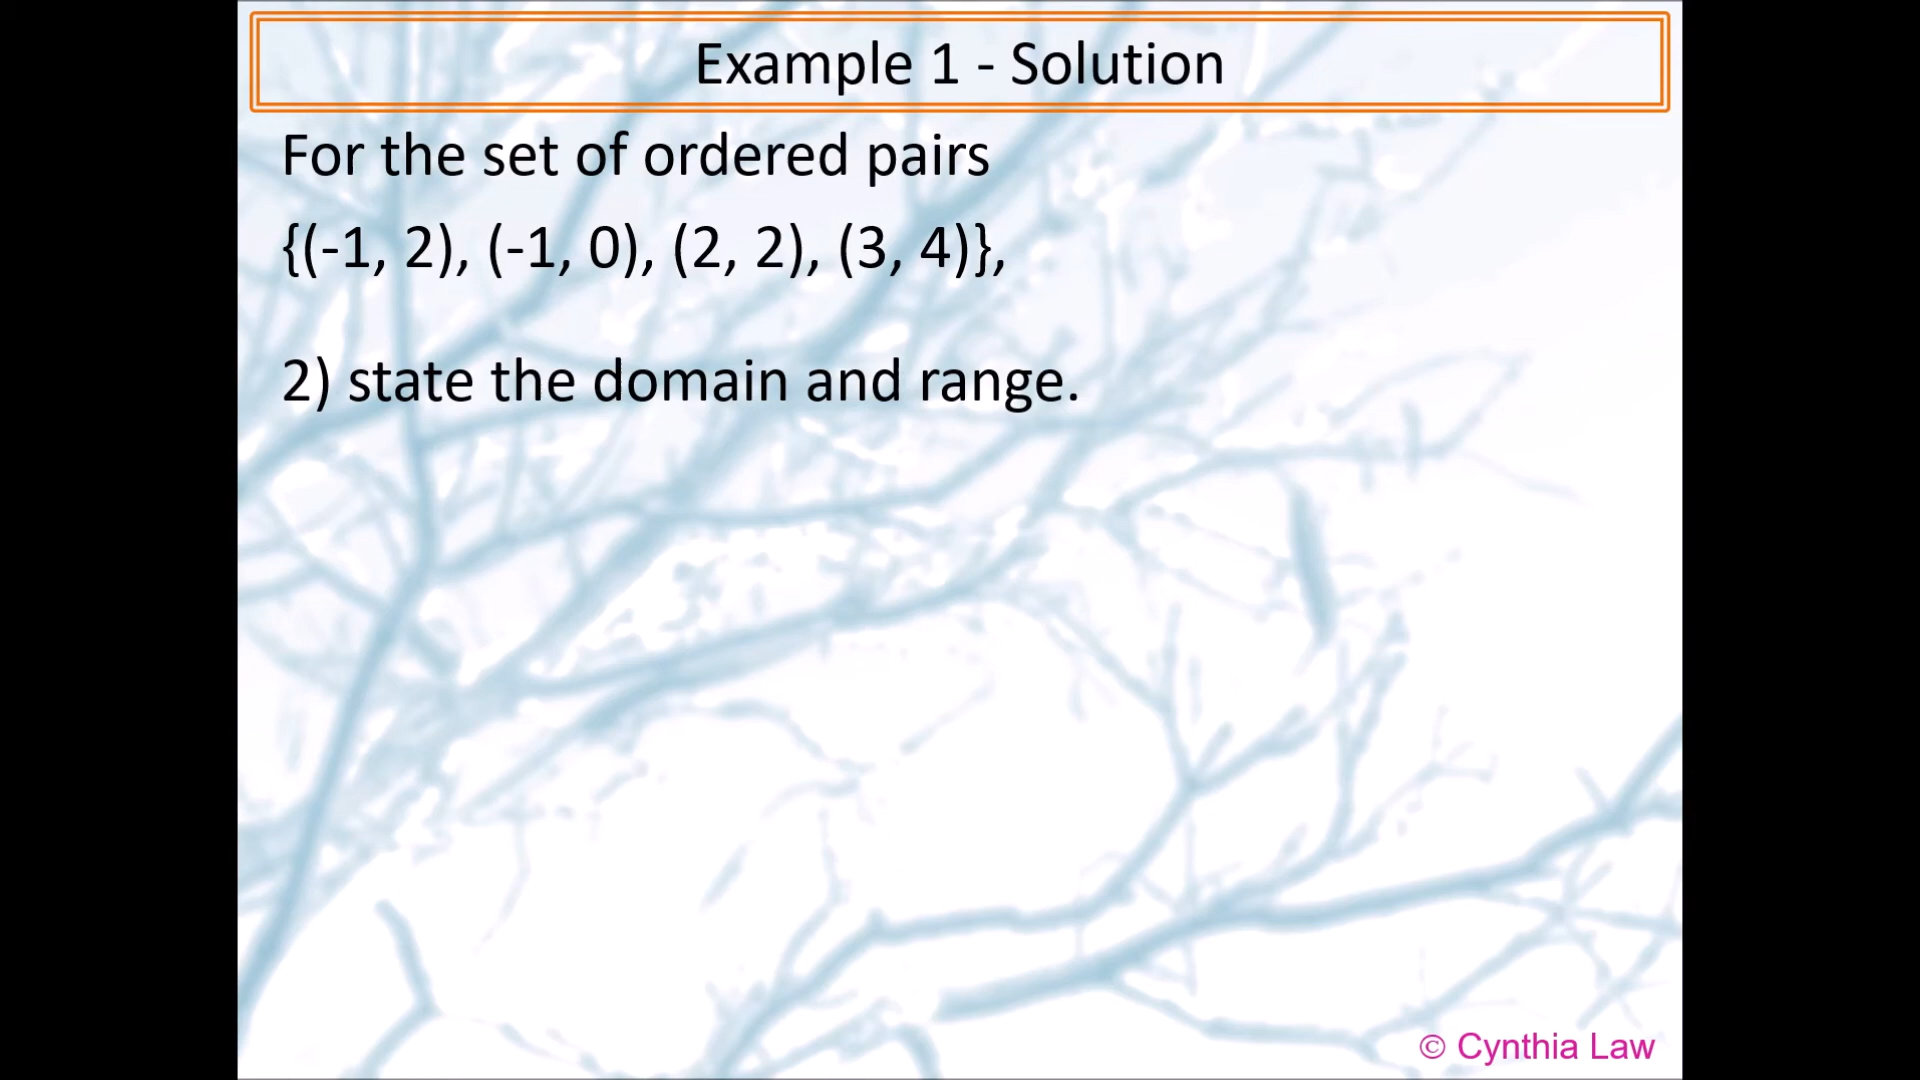 Example 1 - Solution
For the set of ordered pairs
{(-1, 2), (-1, 0), (2, 2), (3, 4)},
2) state the domain and range.
© Cynthia Law